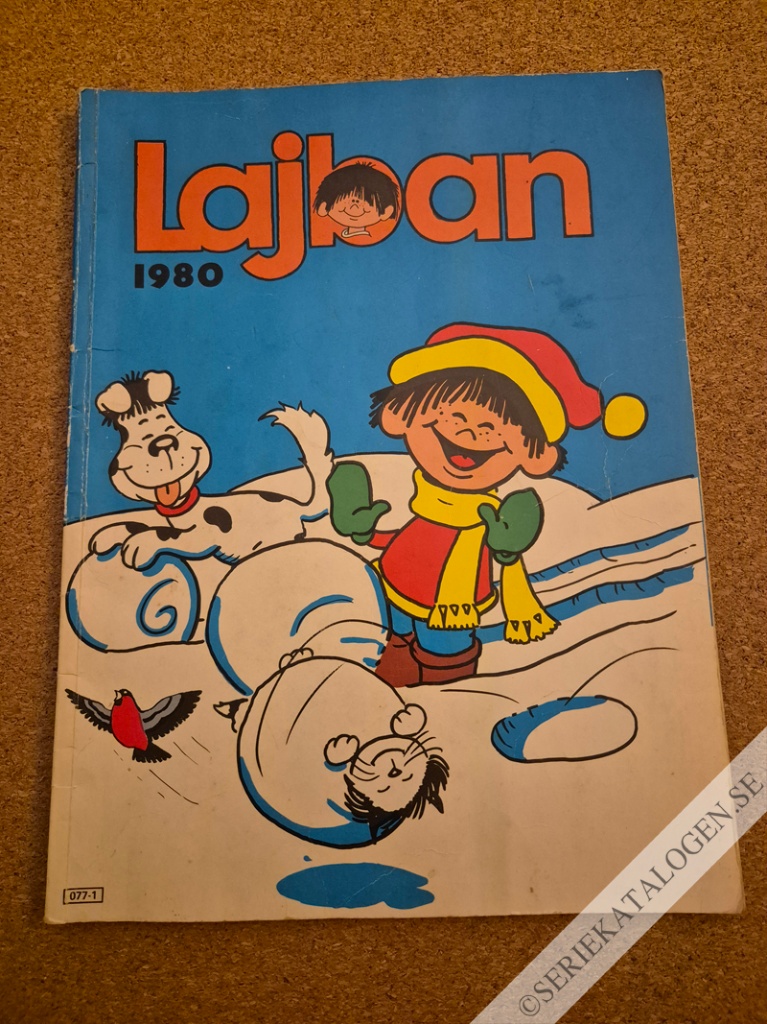 Lajban
1980
077-1
©SERIEKATALOGEN.SE